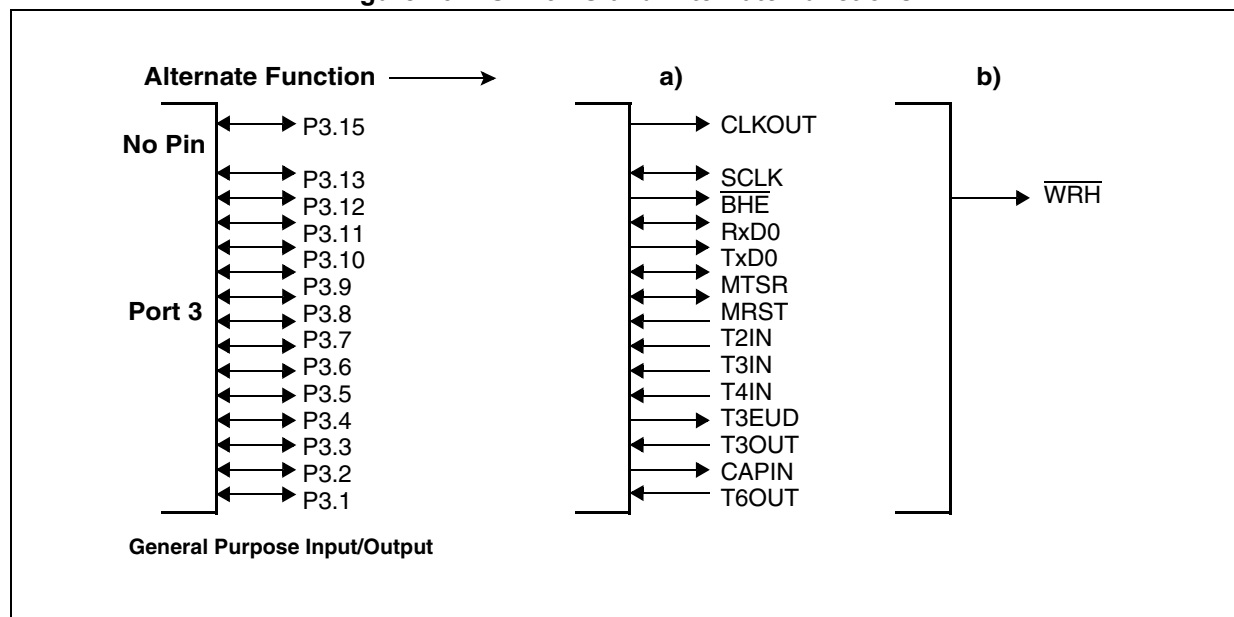 Alternate Function a) b)
No Pin
Port 3
P3.15
P3.13
P3.12
P3.11
P3.10
P3.9
P3.8
P3.7
P3.6
P3.5
P3.4
P3.3
P3.2
P3.1
CLKOUT
SCLK
BHE
RxD0
TxD0
MTSR
MRST
T2IN
T3IN
T4IN
T3EUD
T3OUT
CAPIN
T6OUT
WRH
General Purpose Input/Output